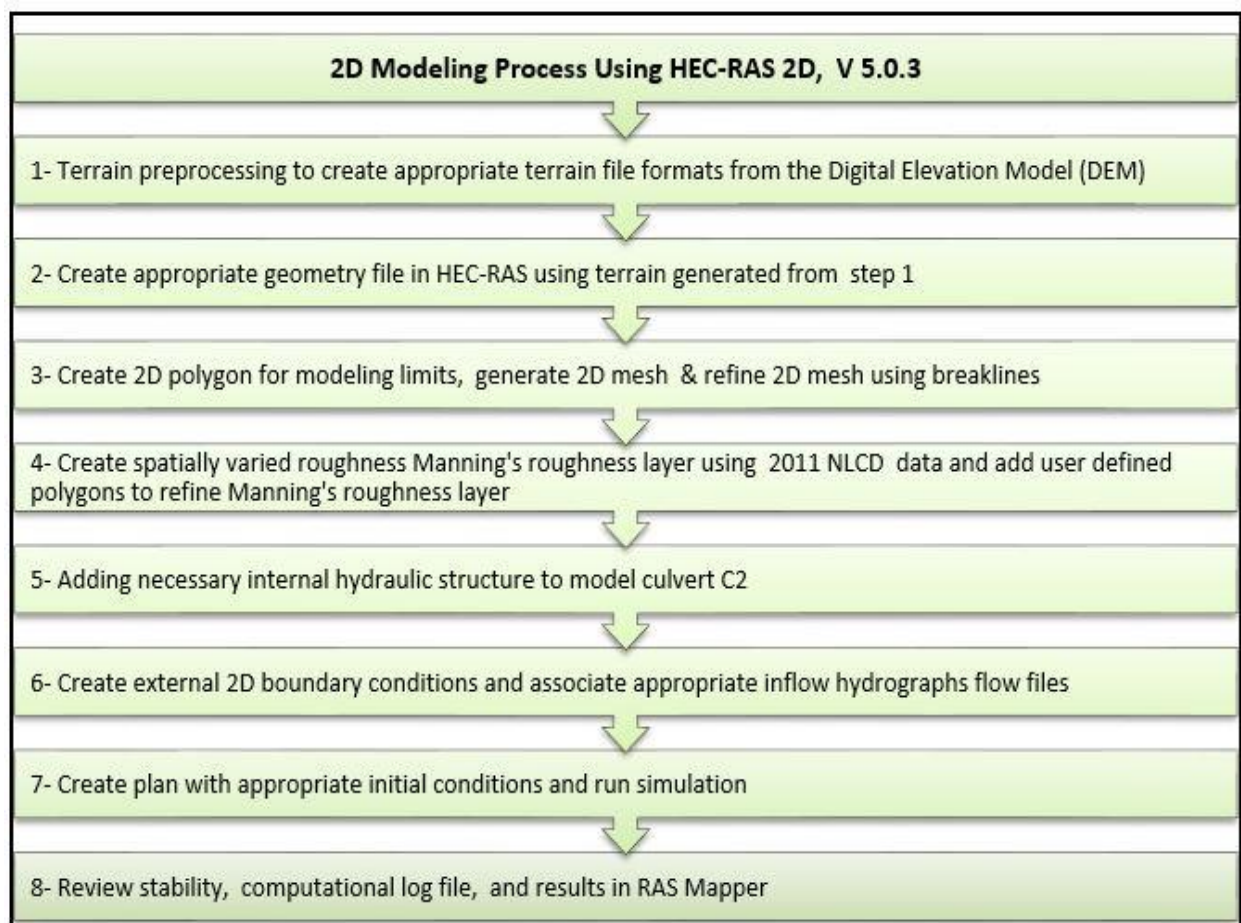 2D Modeling Process Using HEC-RAS 2D, V 5.0.3
1- Terrain preprocessing to create appropriate terrain file formats from the Digital Elevation Model (DEM)
2- Create appropriate geometry file in HEC-RAS using terrain generated from step 1
3- Create 2D polygon for modeling limits, generate 2D mesh & refine 2D mesh using breaklines
4- Create spatially varied roughness Manning's roughness layer using 2011 NLCD data and add user defined
polygons to refine Manning's roughness layer
5- Adding necessary internal hydraulic structure to model culvert C2
6- Create external 2D boundary conditions and associate appropriate inflow hydrographs flow files
7- Create plan with appropriate initial conditions and run simulation
8- Review stability, computational log file, and results in RAS Mapper